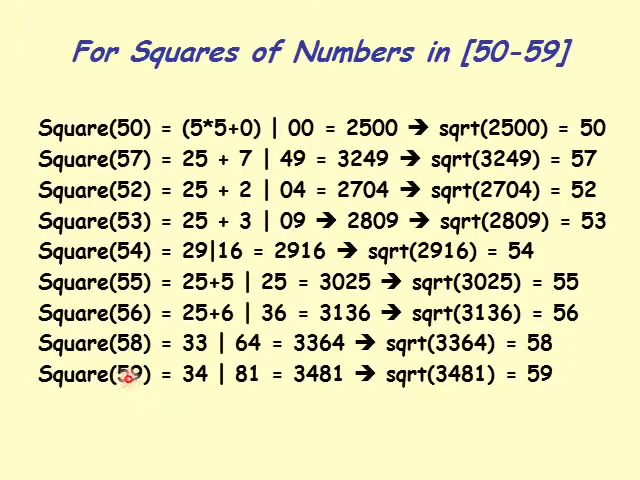 For Squares of Numbers in [50-59]
Square(50) = (5*5+0) | 00 = 2500 ➔ sqrt(2500) = 50
Square(57) = 25 + 7 | 49 = 3249 ➔ sqrt(3249) = 57
Square(52) = 25 + 2 | 04 = 2704 ➔ sqrt(2704) = 52
Square(53) = 25 + 3 | 09 ➔ 2809 ➔ sqrt(2809) = 53
Square(54) = 29|16 = 2916 ➔ sqrt(2916) = 54
Square(55) = 25+5 | 25 = 3025 ➔ sqrt(3025) = 55
Square(56) = 25+6 | 36 = 3136 ➔ sqrt(3136) = 56
Square(58) = 33 | 64 = 3364 ➔ sqrt(3364) = 58
Square(59) = 34 | 81 = 3481 ➔ sqrt(3481) = 59